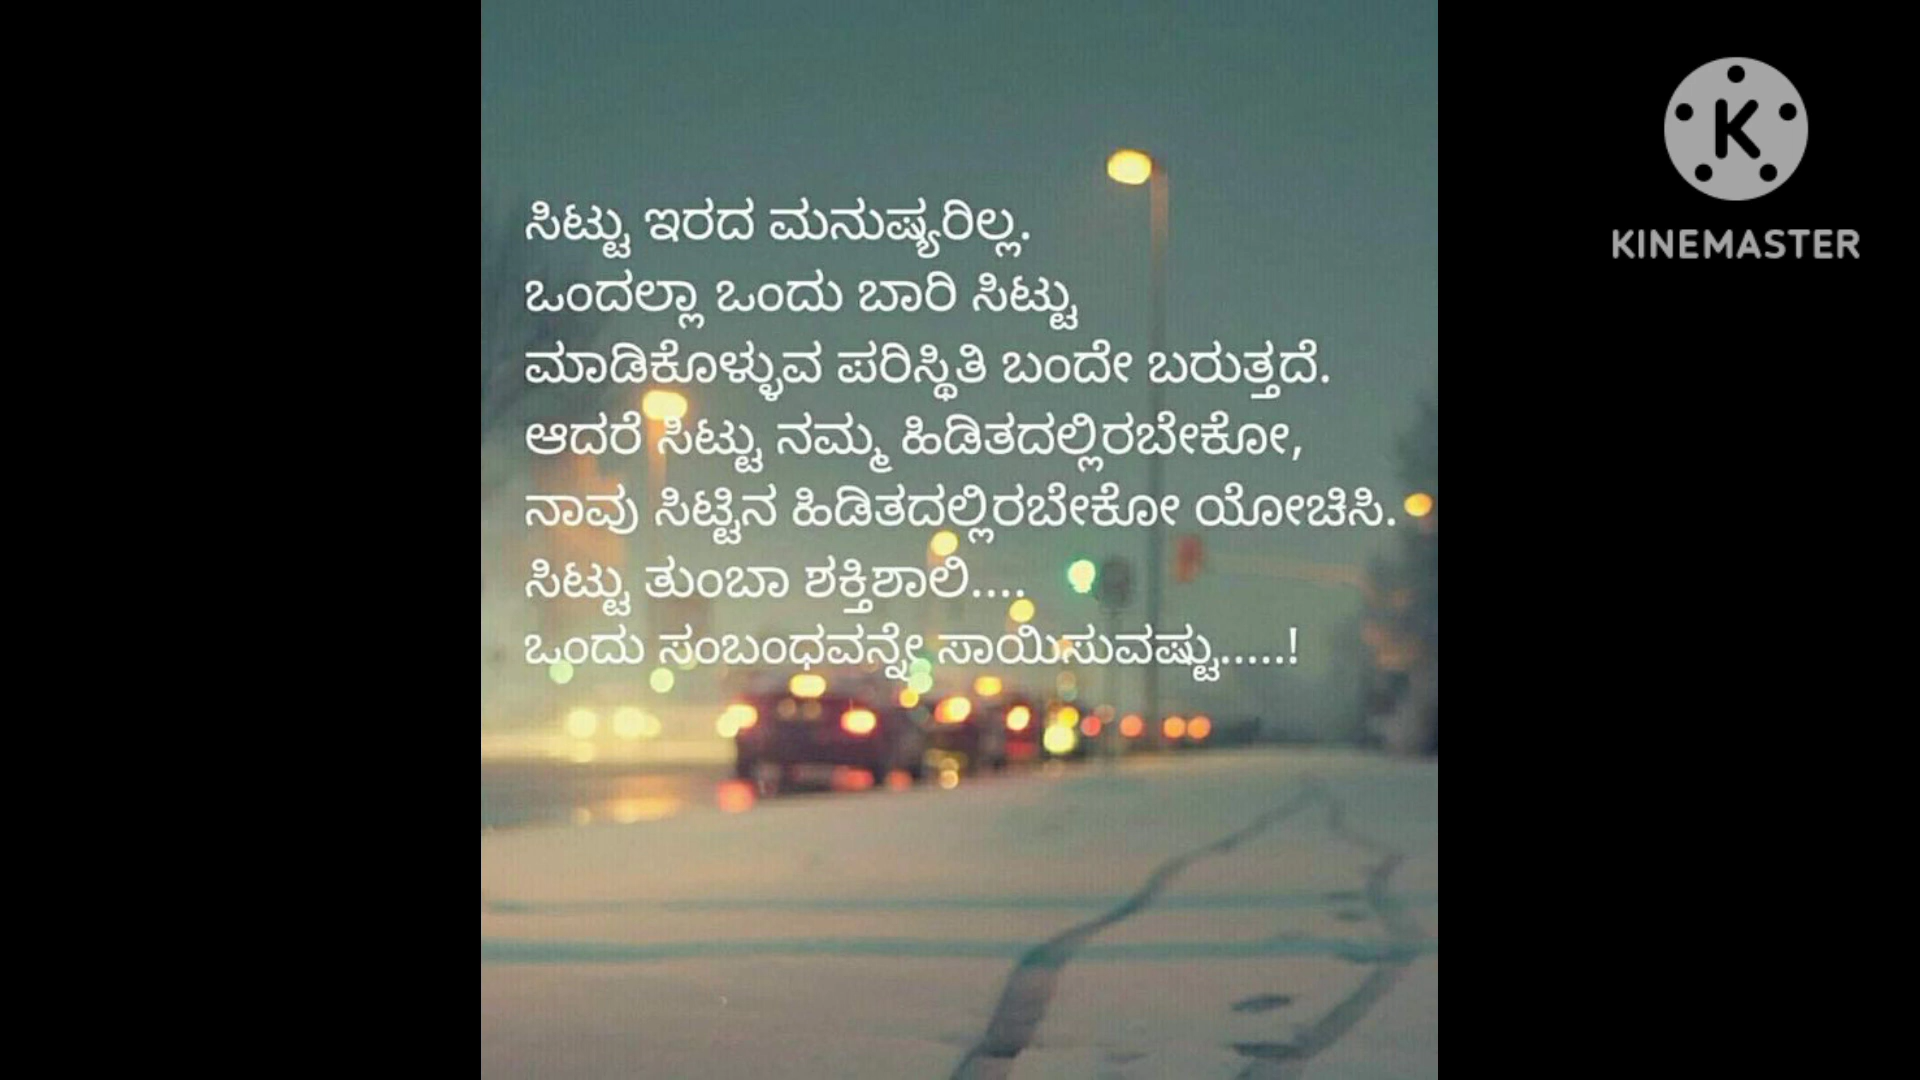 ಸಿಟ್ಟು ಇರದ ಮನುಷ್ಯರಿಲ್ಲ.
ಒಂದಲ್ಲಾ ಒಂದು ಬಾರಿ ಸಿಟ್ಟು
ಮಾಡಿಕೊಳ್ಳುವ ಪರಿಸ್ಥಿತಿ ಬಂದೇ ಬರುತ್ತದೆ.
ಆದರೆ ಸಿಟ್ಟು ನಮ್ಮ ಹಿಡಿತದಲ್ಲಿರಬೇಕೋ,
ನಾವು ಸಿಟ್ಟಿನ ಹಿಡಿತದಲ್ಲಿರಬೇಕೋ ಯೋಚಿಸಿ.
ಸಿಟ್ಟು ತುಂಬಾ ಶಕ್ತಿಶಾಲಿ....
ಒಂದು ಸಂಬಂಧವನ್ನೇ ಸಾಯಿಸುವಷ್ಟು.....!
K
KINEMASTER